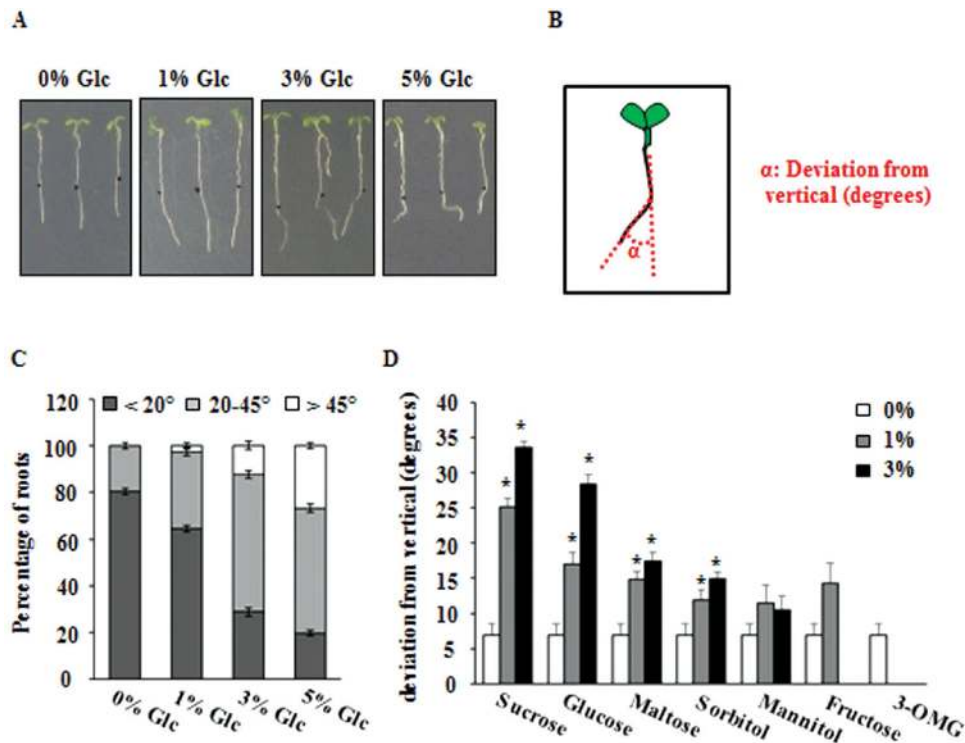 A
0% Glc 1% Glc 3% Glc 5% Glc
B
α
α: Deviation from
vertical (degrees)
C
Percentage of roots
120
100
80
60
40
20
0
< 20° 20-45° > 45°
0% Glc 1% Glc 3% Glc 5% Glc
D
deviation from vertical (degrees)
40
35
30
25
20
15
10
5
0
* * * * * * * *
0%
1%
3%
Sucrose Glucose Maltose Sorbitol Mannitol Fructose 3-OMG